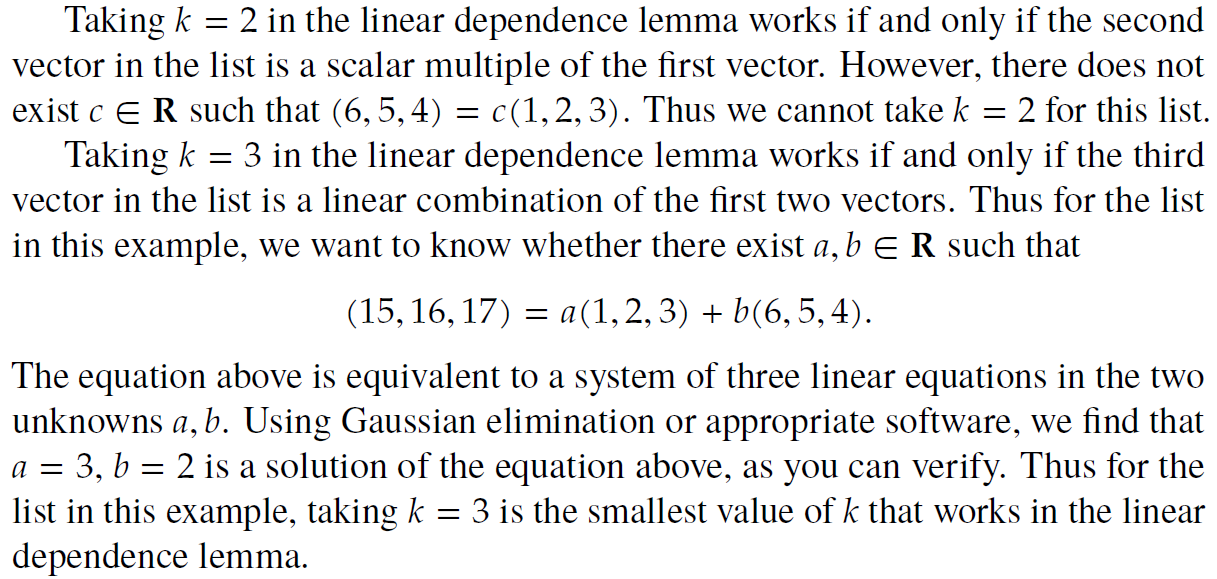 Taking k = 2 in the linear dependence lemma works if and only if the second
vector in the list is a scalar multiple of the first vector. However, there does not
exist c ∈ R such that (6, 5, 4) = c(1, 2, 3). Thus we cannot take k = 2 for this list.
Taking k = 3 in the linear dependence lemma works if and only if the third
vector in the list is a linear combination of the first two vectors. Thus for the list
in this example, we want to know whether there exist a, b ∈ R such that
(15, 16, 17) = a(1, 2, 3) + b(6, 5, 4).
The equation above is equivalent to a system of three linear equations in the two
unknowns a, b. Using Gaussian elimination or appropriate software, we find that
a = 3, b = 2 is a solution of the equation above, as you can verify. Thus for the
list in this example, taking k = 3 is the smallest value of k that works in the linear
dependence lemma.